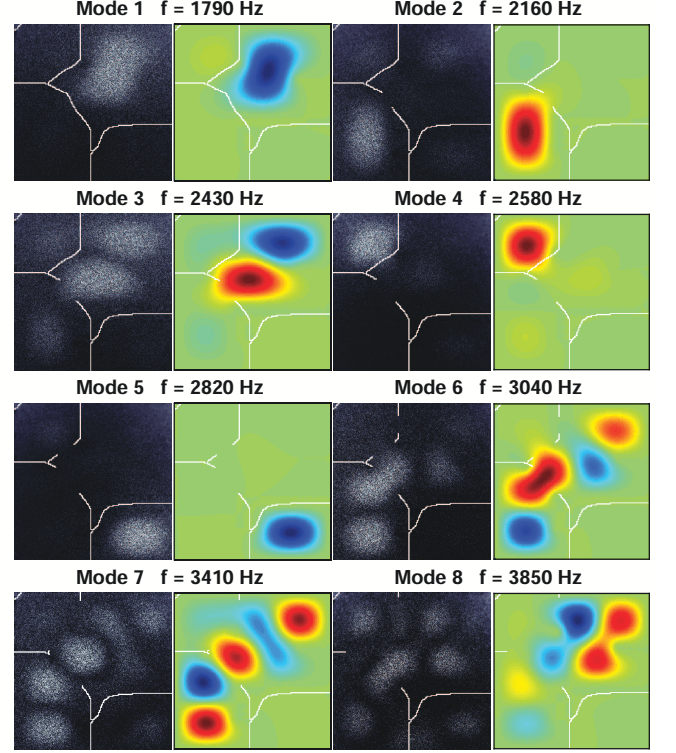 Mode 1 f = 1790 Hz
Mode 2 f = 2160 Hz
Mode 3 f = 2430 Hz
Mode 4 f = 2580 Hz
Mode 5 f = 2820 Hz
Mode 6 f = 3040 Hz
Mode 7 f = 3410 Hz
Mode 8 f = 3850 Hz